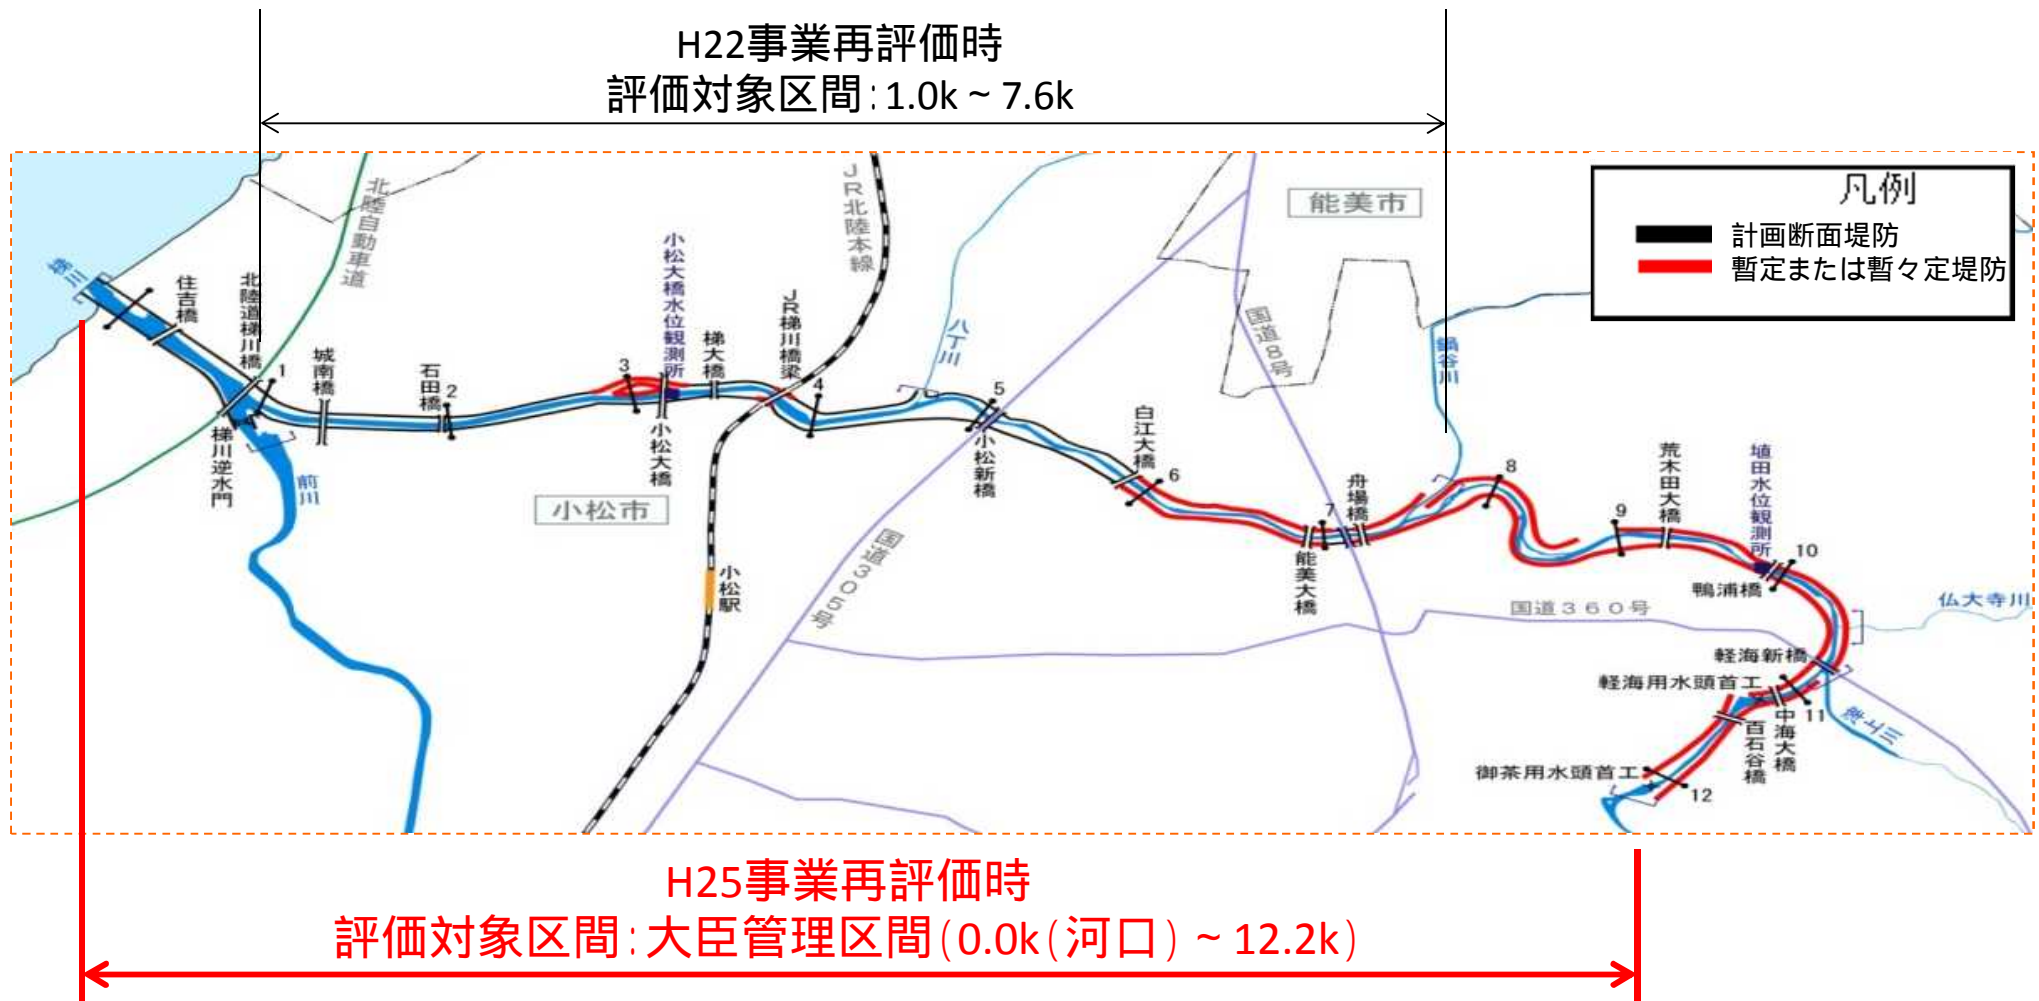 H22事業再評価時
評価対象区間:1.0k ~ 7.6k
凡例
計画断面堤防
暫定または暫々定堤防
能美市
小松市
北陸自動車道
JR北陸本線
国道8号
国道305号
国道360号
梯川
住吉橋
北陸道梯川橋
梯川逆水門
前川
1
城南橋
石田橋
2
3
小松大橋水位観測所
小松大橋
梯大橋
JR梯川橋梁
4
小松駅
八丁川
5
小松新橋
白江大橋
6
7
能美大橋
舟場橋
鍋谷川
8
9
荒木田大橋
埴田水位観測所
10
鴨浦橋
仏大寺川
軽海新橋
軽海用水頭首工
中海大橋
11
百石谷橋
御茶用水頭首工
12
H25事業再評価時
評価対象区間:大臣管理区間(0.0k(河口) ~ 12.2k)